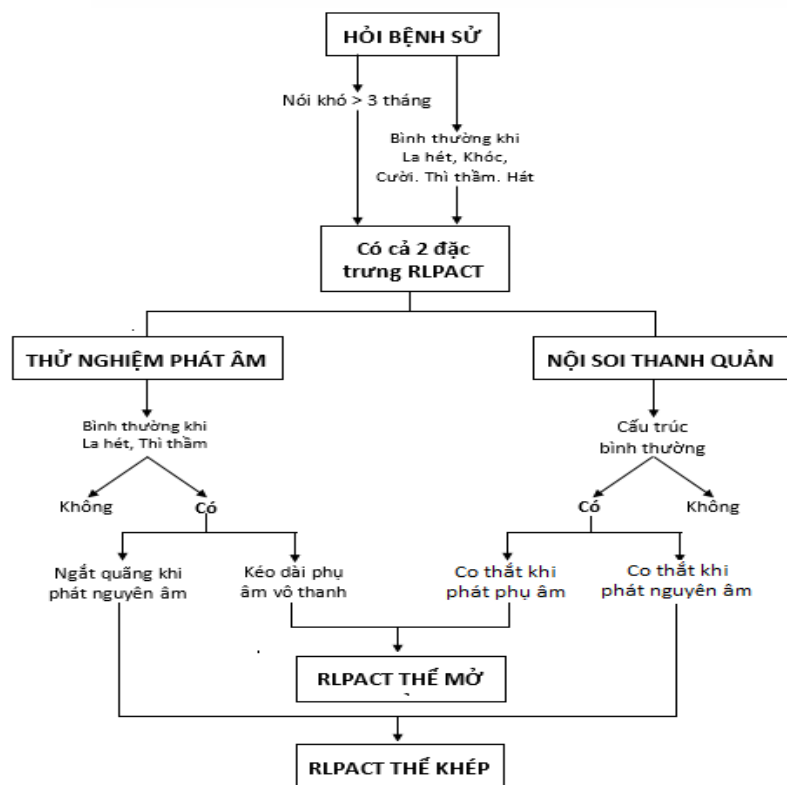 HỎI BỆNH SỬ
Nói khó > 3 tháng
Bình thường khi
La hét, Khóc,
Cười. Thì thầm. Hát
Có cả 2 đặc
trưng RLPACT
THỬ NGHIỆM PHÁT ÂM
NỘI SOI THANH QUẢN
Bình thường khi
La hét, Thì thầm
Cấu trúc
bình thường
Không
Có
Có
Không
Ngắt quãng khi
phát nguyên âm
Kéo dài phụ
âm vô thanh
Co thắt khi
phát phụ âm
Co thắt khi
phát nguyên âm
RLPACT THẾ MỞ
RLPACT THẾ KHÉP